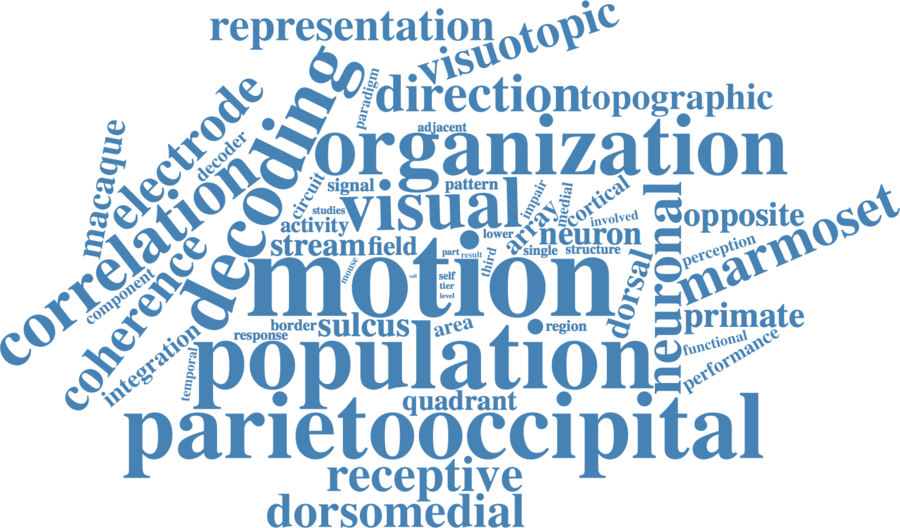 representation
visuotopic
paradigm
direction
topographic
electrode
decoding
adjacent
organization
macaque
decoder
correlation
circuit
signal
pattern
impair
medial
cortical
visual
studies
activity
array
involved
lower
neuron
neuronal
opposite
marmoset
stream
field
part
result
third
single
structure
perception
coherence
component
mouse
cell
motion
self
tier
level
dorsal
primate
border
sulcus
area
region
response
integration
temporal
population
functional
performance
quadrant
parietooccipital
receptive
dorsomedial